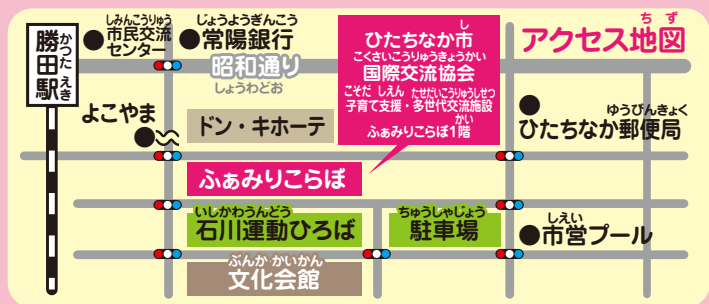 アクセス地図
ちず
勝田駅
かつた えき
しみんこうりゅう
市民交流
センター
じょうようぎんこう
常陽銀行
昭和通り
しょうわどお
よこやま
ドン・キホーテ
し
ひたちなか市
こくさいこうりゅうきょうかい
国際交流協会
こそだ しえん たせだいこうりゅうしせつ
子育て支援・多世代交流施設
かい
ふぁみりこらぼ1階
ゆうびんきょく
ひたちなか郵便局
ふぁみりこらぼ
いしかわうんどう
石川運動ひろば
ちゅうしゃじょう
駐車場
しえい
市営プール
ぶんか かいかん
文化会館